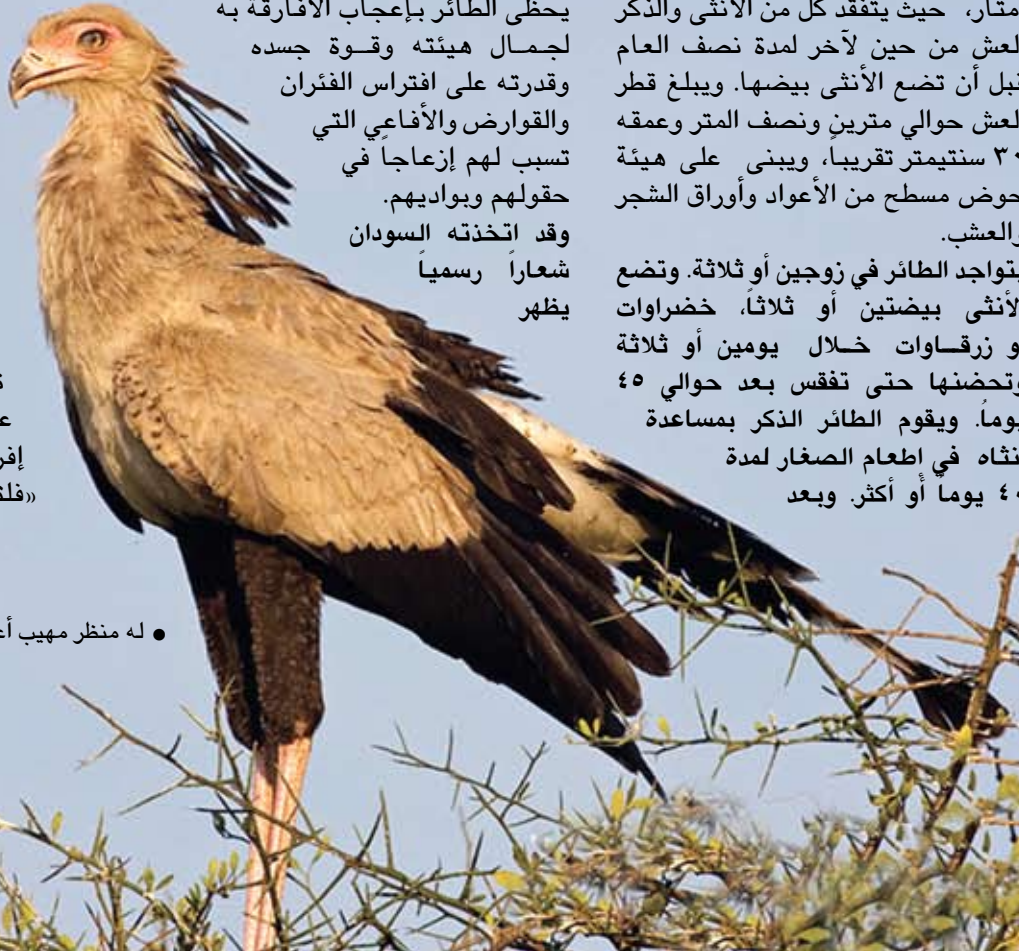 أمتار، حيث يتفقد كل من الأنثى والذكر
العش من حين لآخر لمدة نصف العام
قبل أن تضع الأنثى بيضها. ويبلغ قطر
العش حوالي مترين ونصف المتر وعمقه
سنتيمتر تقريباً، ويبنى على هيئة
حوض مسطح من الأعواد وأوراق الشجر
والعشب.
يتواجد الطائر في زوجين أو ثلاثة. وتضع
الأنثى بيضتين أو ثلاثاً، خضراوات
أو زرقـاوات خـلال يومين أو ثلاثة
وتحضنها حتى تفقس بعد حوالي ٤٥
يوماً. ويقوم الطائر الذكر بمساعدة
أنثاه في اطعام الصغار لمدة
يوماً أو أكثر. وبعد
يحظى الطائر بإعجاب الأفارقة به
لجـمـال هيئته وقـوة جسده
وقدرته على افتراس الفئران
والقوارض والأفاعي التي
تسبب لهم إزعاجاً في
حقولهم وبواديهم.
وقد اتخذته السودان
شعاراً رسمياً
يظهر
● له منظر مهيب